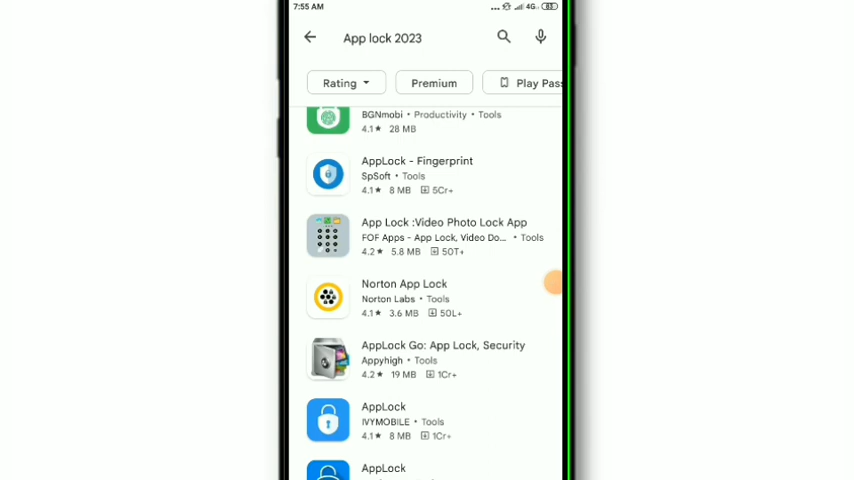 7:55 AM
4G 83
App lock 2023
Rating Premium Play Pass
BGNmobi • Productivity • Tools
4.1★ 28 MB
AppLock - Fingerprint
SpSoft • Tools
4.1★ 8 MB 5Cr+
App Lock :Video Photo Lock App
FOF Apps - App Lock, Video Do... • Tools
4.2★ 5.8 MB 50T+
Norton App Lock
Norton Labs • Tools
4.1★ 3.6 MB 50L+
AppLock Go: App Lock, Security
Appyhigh • Tools
4.2★ 19 MB 1Cr+
AppLock
IVYMOBILE • Tools
4.1★ 8 MB 1Cr+
AppLock